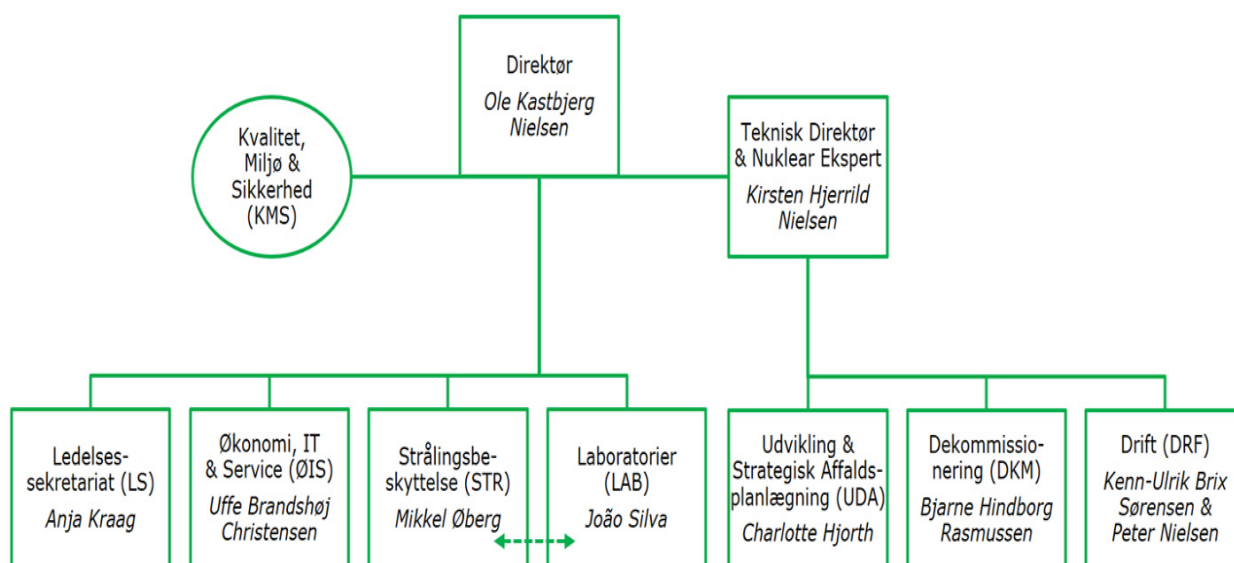 Direktør
Ole Kastbjerg
Nielsen
Kvalitet,
Miljø &
Sikkerhed
(KMS)
Teknisk Direktør
& Nuklear Ekspert
Kirsten Hjerrild
Nielsen
Ledelses-
sekretariat (LS)
Anja Kraag
Økonomi, IT
& Service (ØIS)
Uffe Brandshøj
Christensen
Strålingsbe-
skyttelse (STR)
Mikkel Øberg
Laboratorier
(LAB)
João Silva
Udvikling &
Strategisk Affalds-
planlægning (UDA)
Charlotte Hjorth
Dekommissio-
nering (DKM)
Bjarne Hindborg
Rasmussen
Drift (DRF)
Kenn-Ulrik Brix
Sørensen &
Peter Nielsen